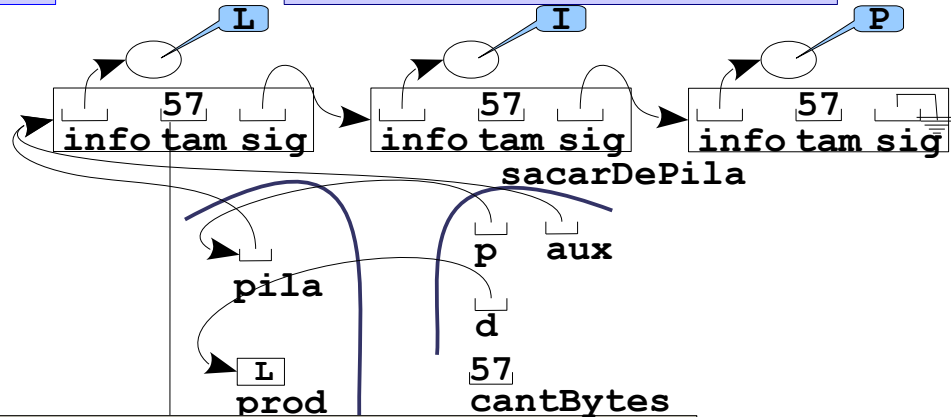 L I P
57 57 57
info tam sig info tam sig info tam sig
sacarDePila
p aux
pila
d
L 57
prod cantBytes